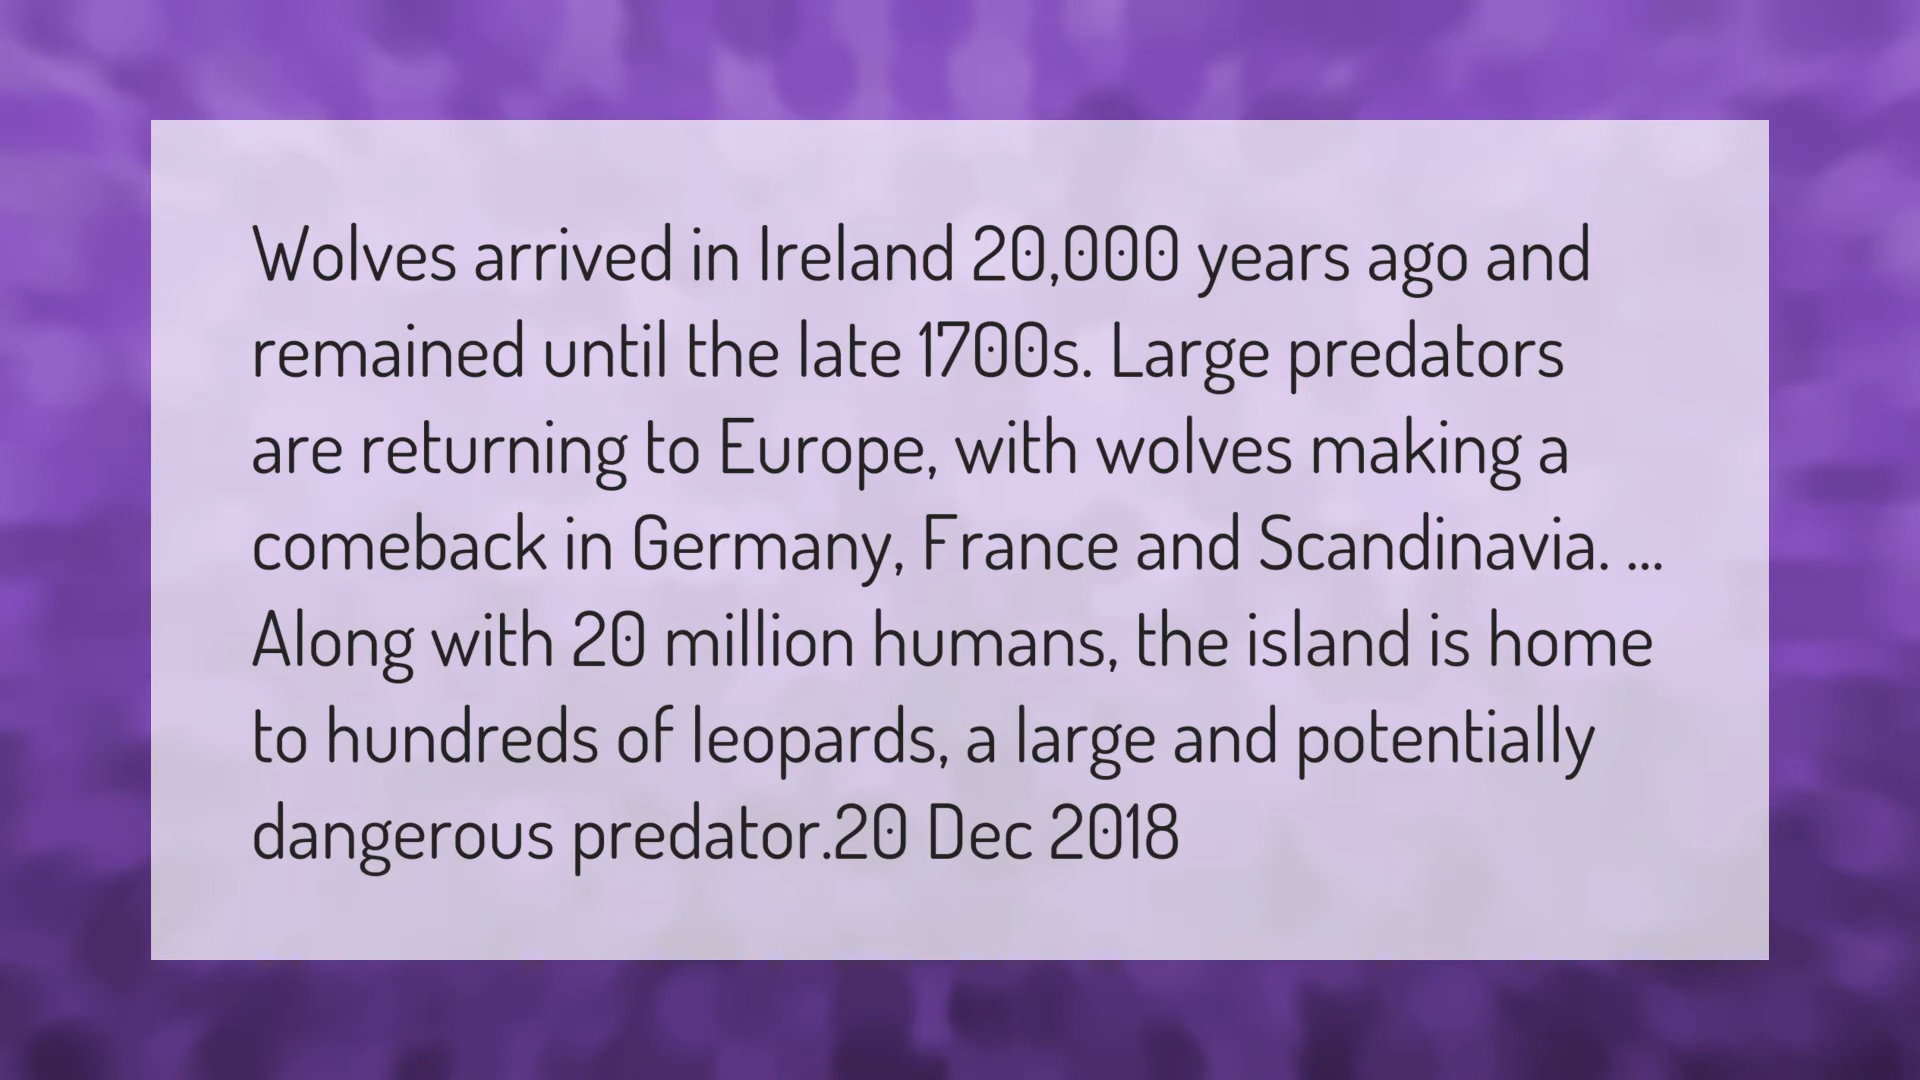 Wolves arrived in Ireland 20,000 years ago and
remained until the late 1700s. Large predators
are returning to Europe, with wolves making a
comeback in Germany, France and Scandinavia. ...
Along with 20 million humans, the island is home
to hundreds of leopards, a large and potentially
dangerous predator.20 Dec 2018